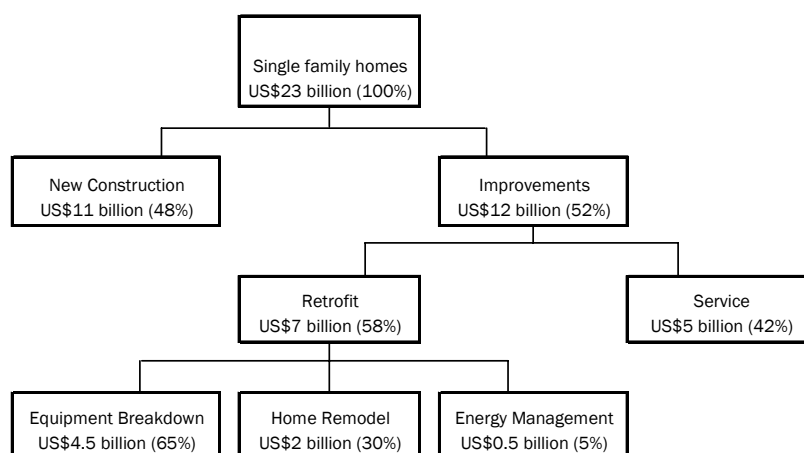 Single family homes
US$23 billion (100%)
New Construction
US$11 billion (48%)
Improvements
US$12 billion (52%)
Retrofit
US$7 billion (58%)
Service
US$5 billion (42%)
Equipment Breakdown
US$4.5 billion (65%)
Home Remodel
US$2 billion (30%)
Energy Management
US$0.5 billion (5%)